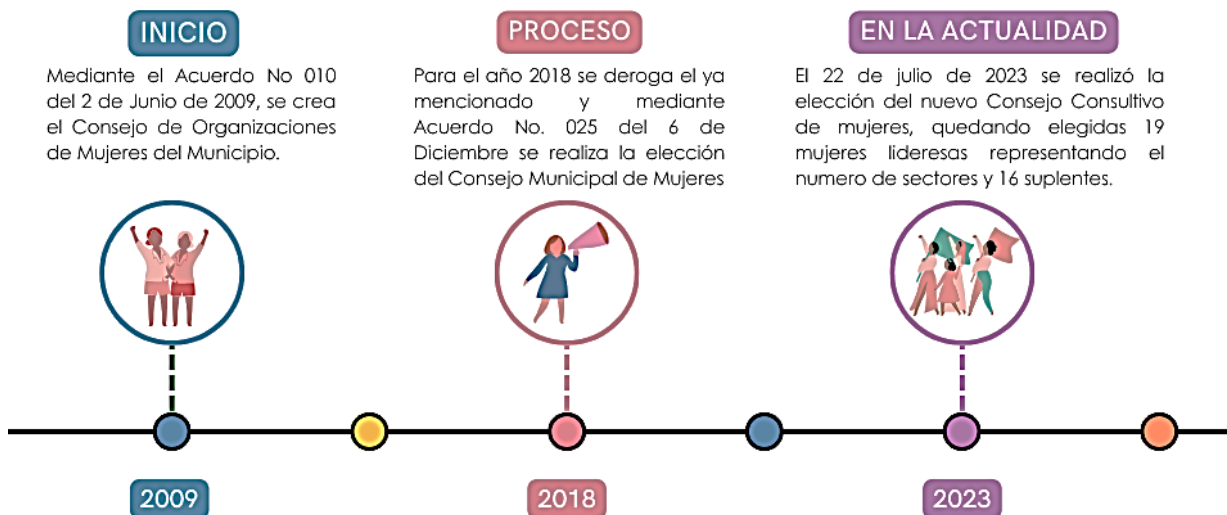 INICIO
Mediante el Acuerdo No 010
del 2 de Junio de 2009, se crea
el Consejo de Organizaciones
de Mujeres del Municipio.
PROCESO
Para el año 2018 se deroga el ya
mencionado y mediante
Acuerdo No. 025 del 6 de
Diciembre se realiza la elección
del Consejo Municipal de Mujeres
EN LA ACTUALIDAD
El 22 de julio de 2023 se realizó la
elección del nuevo Consejo Consultivo
de mujeres, quedando elegidas 19
mujeres lideresas representando el
numero de sectores y 16 suplentes.
2009
2018
2023